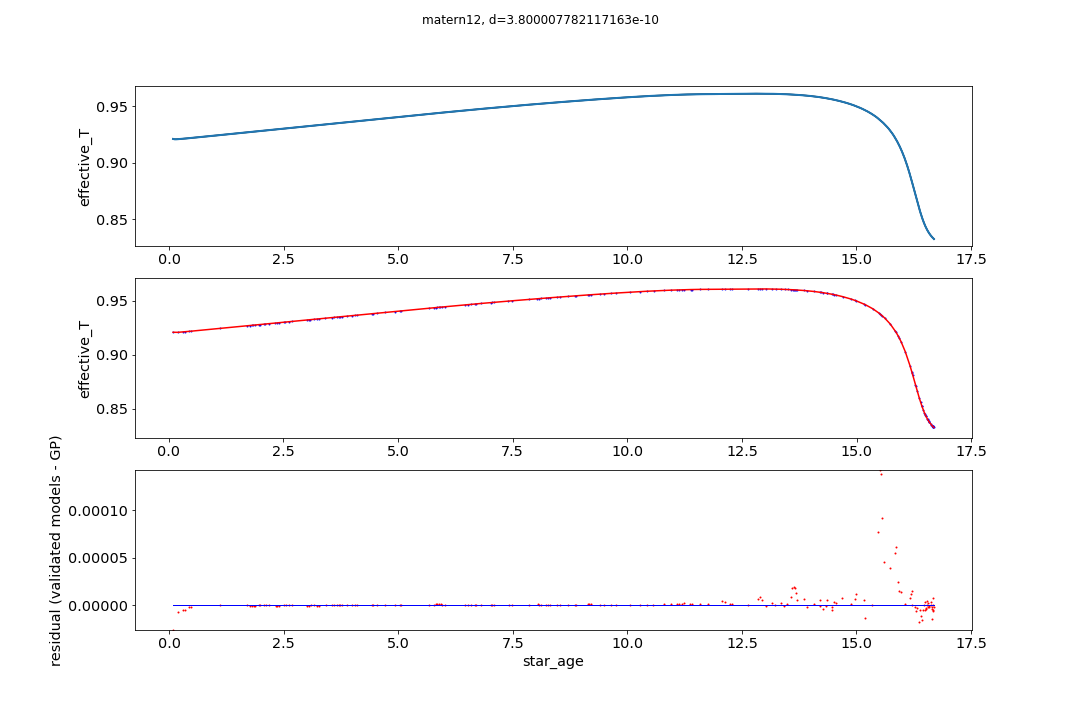 matern12, d=3.800007782117163e-10
effective_T
0.95
0.90
0.85
0.0 2.5 5.0 7.5 10.0 12.5 15.0 17.5
effective_T
0.95
0.90
0.85
0.0 2.5 5.0 7.5 10.0 12.5 15.0 17.5
residual (validated models - GP)
0.00010
0.00005
0.00000
0.0 2.5 5.0 7.5 10.0 12.5 15.0 17.5
star_age